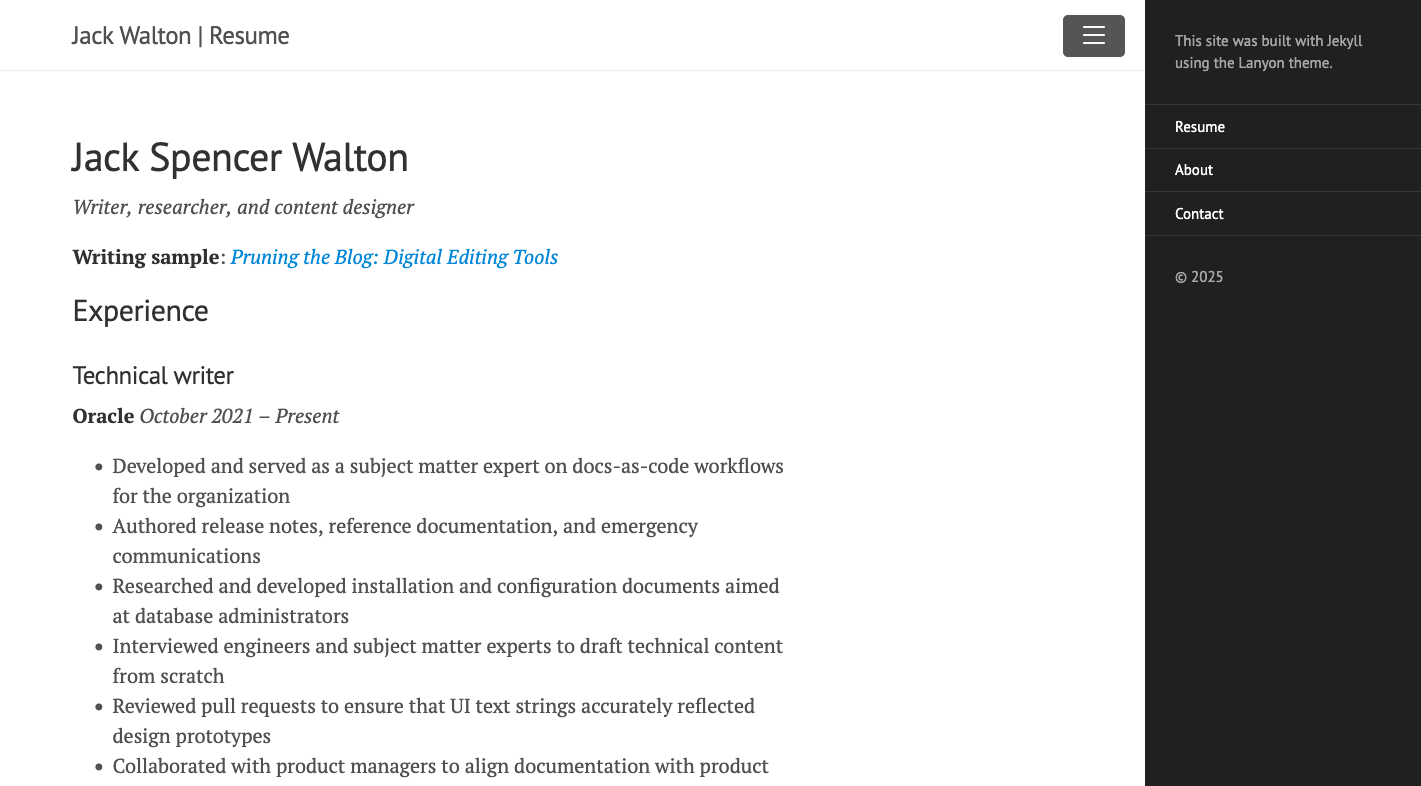 Jack Walton | Resume
This site was built with Jekyll
using the Lanyon theme.
Resume
About
Contact
© 2025
Jack Spencer Walton
Writer, researcher, and content designer
Writing sample: Pruning the Blog: Digital Editing Tools
Experience
Technical writer
Oracle October 2021 – Present
• Developed and served as a subject matter expert on docs-as-code workflows
for the organization
• Authored release notes, reference documentation, and emergency
communications
• Researched and developed installation and configuration documents aimed
at database administrators
• Interviewed engineers and subject matter experts to draft technical content
from scratch
• Reviewed pull requests to ensure that UI text strings accurately reflected
design prototypes
• Collaborated with product managers to align documentation with product